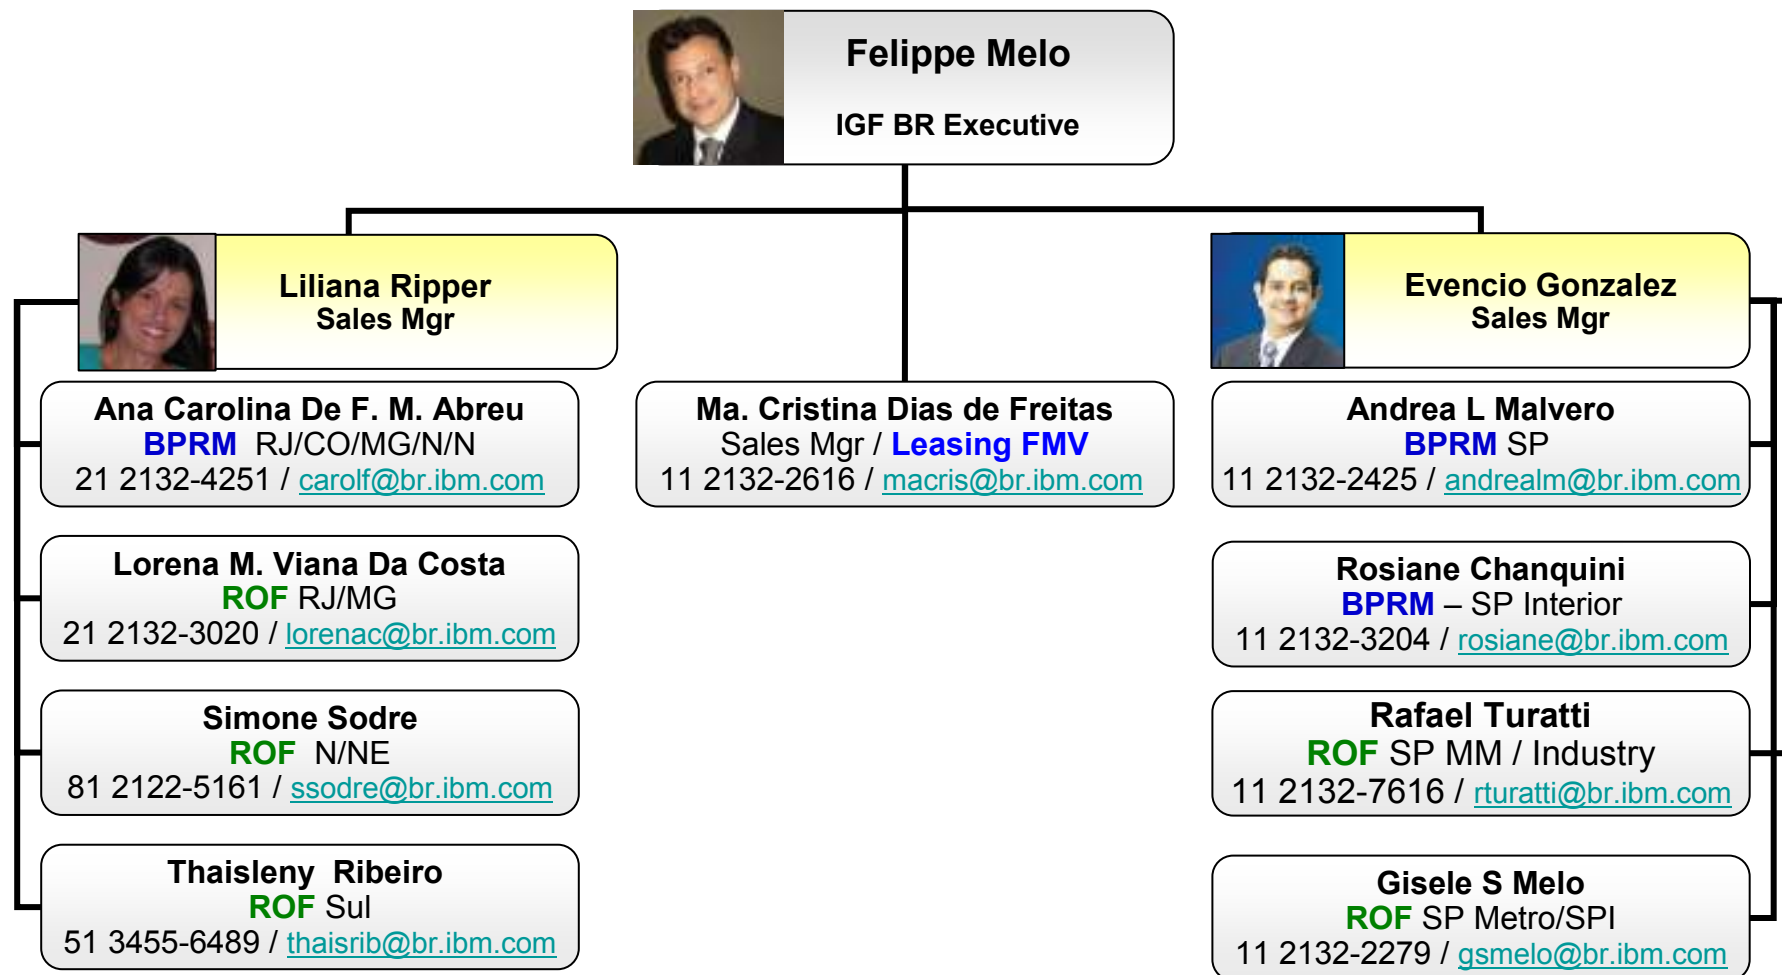 Felippe Melo
IGF BR Executive
Liliana Ripper
Sales Mgr
Ana Carolina De F. M. Abreu
BPRM RJ/CO/MG/N/N
21 2132-4251 / carolf@br.ibm.com
Lorena M. Viana Da Costa
ROF RJ/MG
21 2132-3020 / lorenac@br.ibm.com
Simone Sodre
ROF N/NE
81 2122-5161 / ssodre@br.ibm.com
Thaisleny Ribeiro
ROF Sul
51 3455-6489 / thaisrib@br.ibm.com
Ma. Cristina Dias de Freitas
Sales Mgr / Leasing FMV
11 2132-2616 / macris@br.ibm.com
Evencio Gonzalez
Sales Mgr
Andrea L Malvero
BPRM SP
11 2132-2425 / andrealm@br.ibm.com
Rosiane Chanquini
BPRM – SP Interior
11 2132-3204 / rosiane@br.ibm.com
Rafael Turatti
ROF SP MM / Industry
11 2132-7616 / rturatti@br.ibm.com
Gisele S Melo
ROF SP Metro/SPI
11 2132-2279 / gsmelo@br.ibm.com